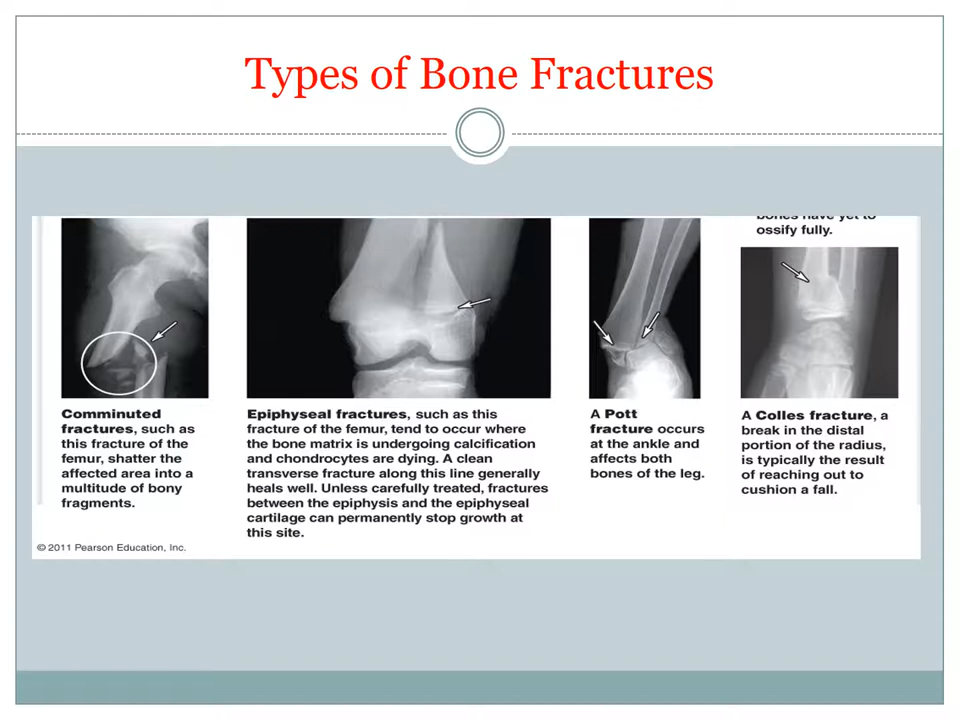 Types of Bone Fractures
bones have yet to
ossify fully.
Comminuted
fractures, such as
this fracture of the
femur, shatter the
affected area into a
multitude of bony
fragments.
Epiphyseal fractures, such as this
fracture of the femur, tend to occur where
the bone matrix is undergoing calcification
and chondrocytes are dying. A clean
transverse fracture along this line generally
heals well. Unless carefully treated, fractures
between the epiphysis and the epiphyseal
cartilage can permanently stop growth at
this site.
A Pott
fracture occurs
at the ankle and
affects both
bones of the leg.
A Colles fracture, a
break in the distal
portion of the radius,
is typically the result
of reaching out to
cushion a fall.
© 2011 Pearson Education, Inc.